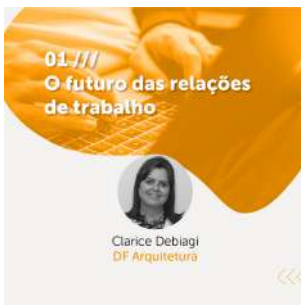 01 ///
O futuro das relações
de trabalho
Clarice Debiagi
DF Arquitetura